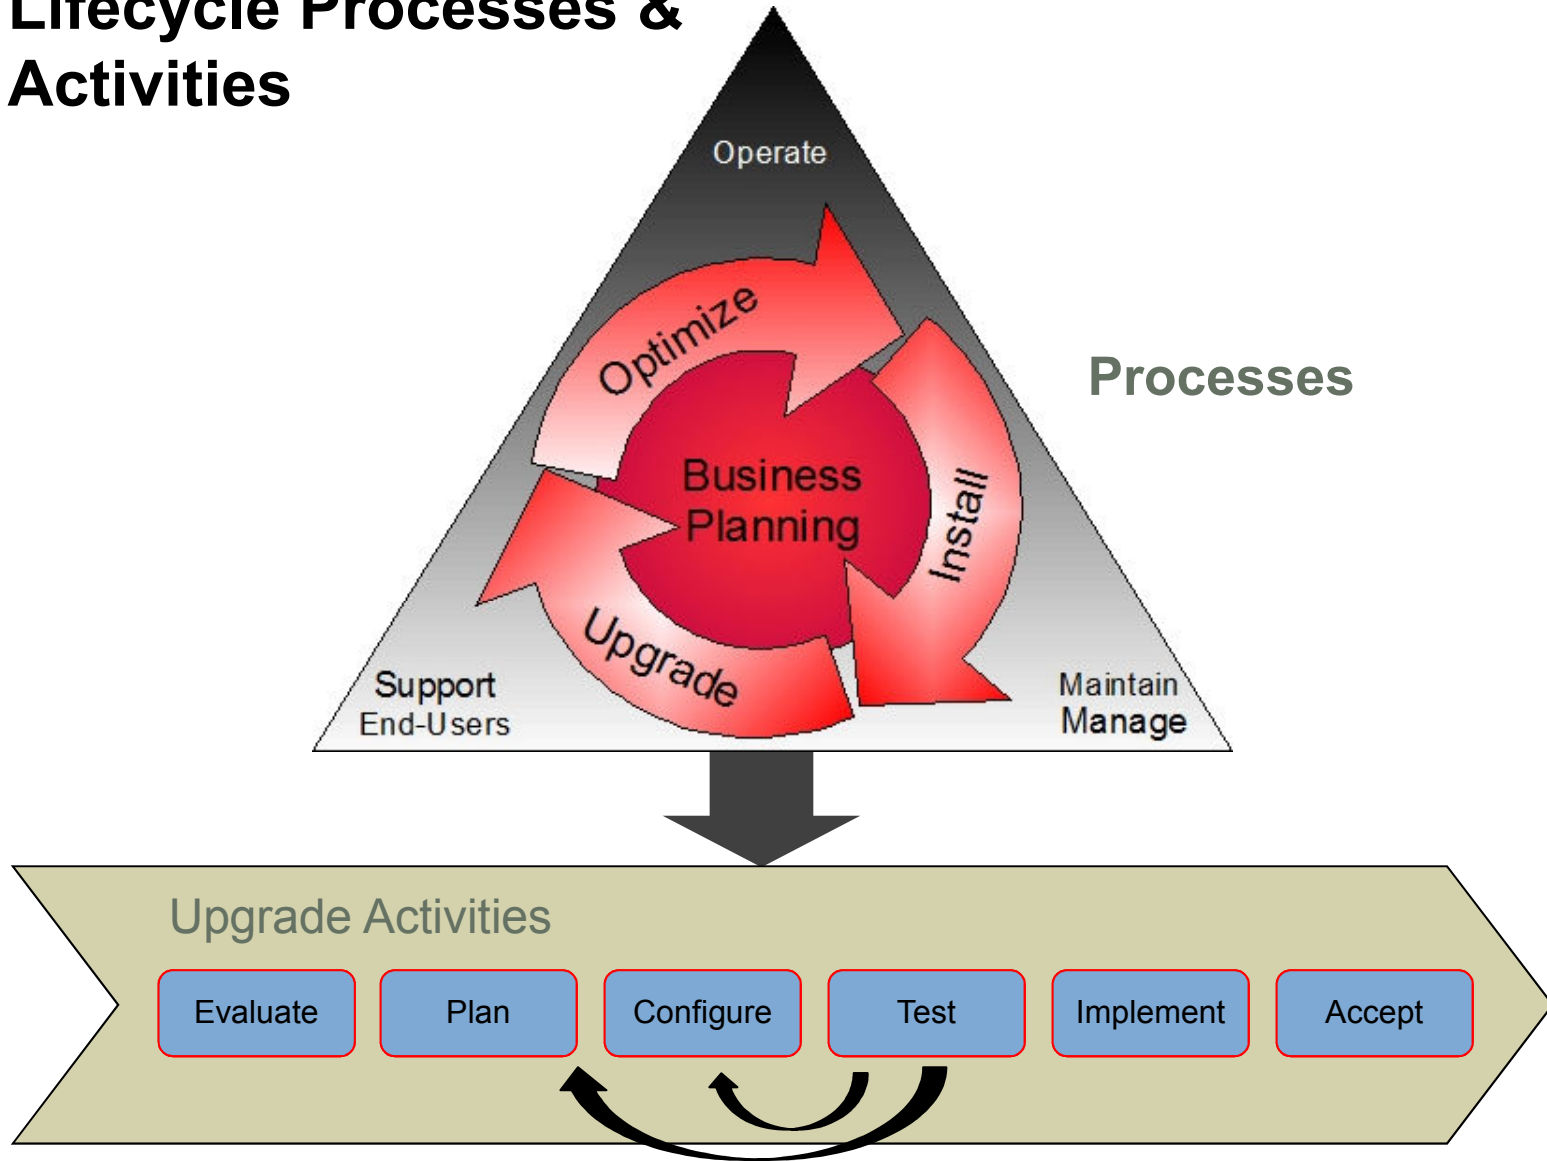 Lifecycle Processes &
Activities
Operate
Optimize
Processes
Business
Planning
Install
Upgrade
Support
End-Users
Maintain
Manage
Upgrade Activities
Evaluate
Plan
Configure
Test
Implement
Accept